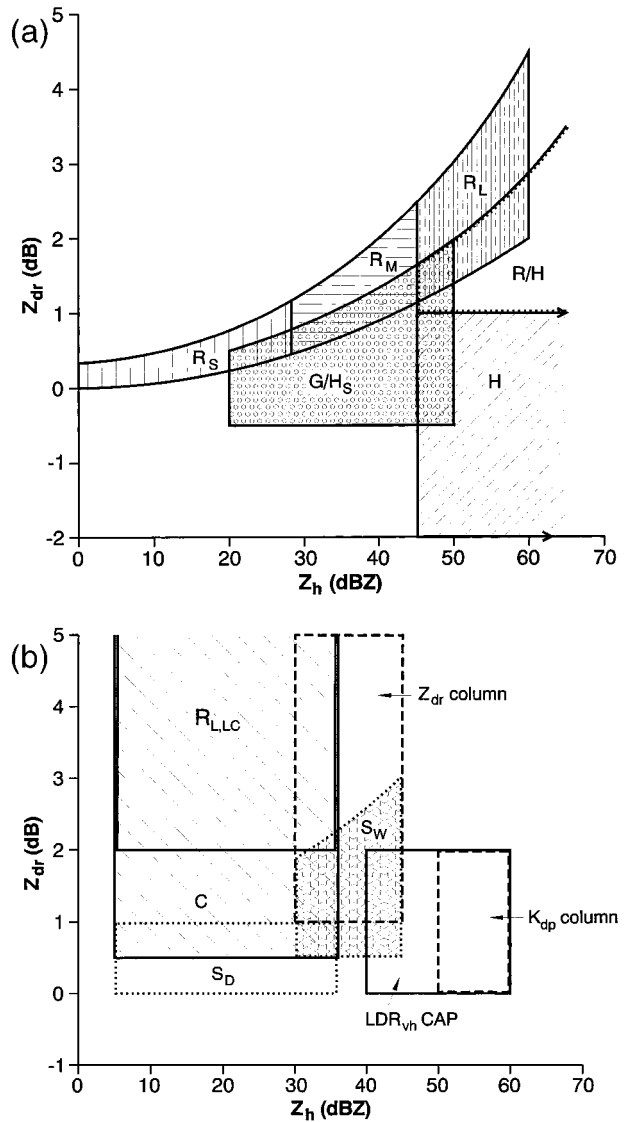 (a)
5
4
3
2
1
0
-1
-2
Zdr (dB)
RL
RM
R/H
RS
G/HS
H
0 10 20 30 40 50 60 70
Zh (dBZ)
(b)
5
4
3
2
1
0
-1
Zdr (dB)
RL,LC
Zdr column
SW
C
Kdp column
SD
LDRvh CAP
0 10 20 30 40 50 60 70
Zh (dBZ)